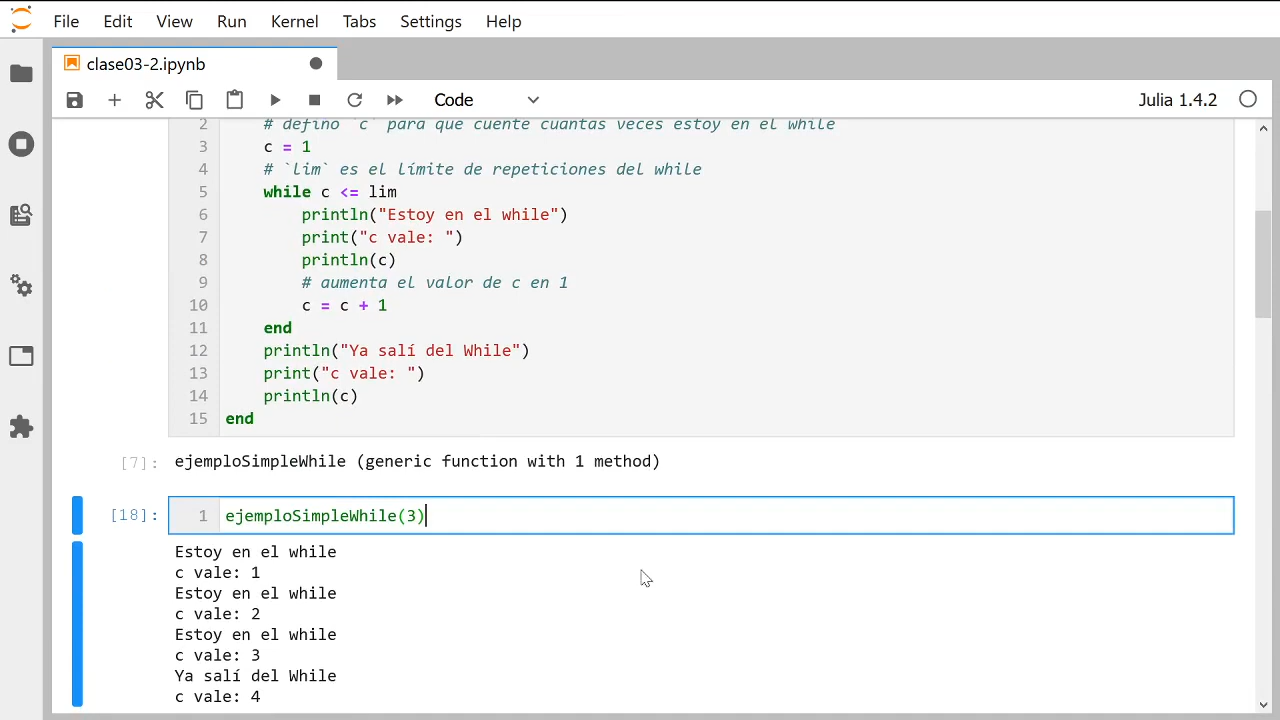 File Edit View Run Kernel Tabs Settings Help
clase03-2.ipynb
Code
Julia 1.4.2
2 # defino `c` para que cuente cuantas veces estoy en el while
3 c = 1
4 # `lim` es el límite de repeticiones del while
5 while c <= lim
6 println("Estoy en el while")
7 print("c vale: ")
8 println(c)
9 # aumenta el valor de c en 1
10 c = c + 1
11 end
12 println("Ya salí del While")
13 print("c vale: ")
14 println(c)
15 end
[7]: ejemploSimpleWhile (generic function with 1 method)
[18]: 1 ejemploSimpleWhile(3)
Estoy en el while
c vale: 1
Estoy en el while
c vale: 2
Estoy en el while
c vale: 3
Ya salí del While
c vale: 4